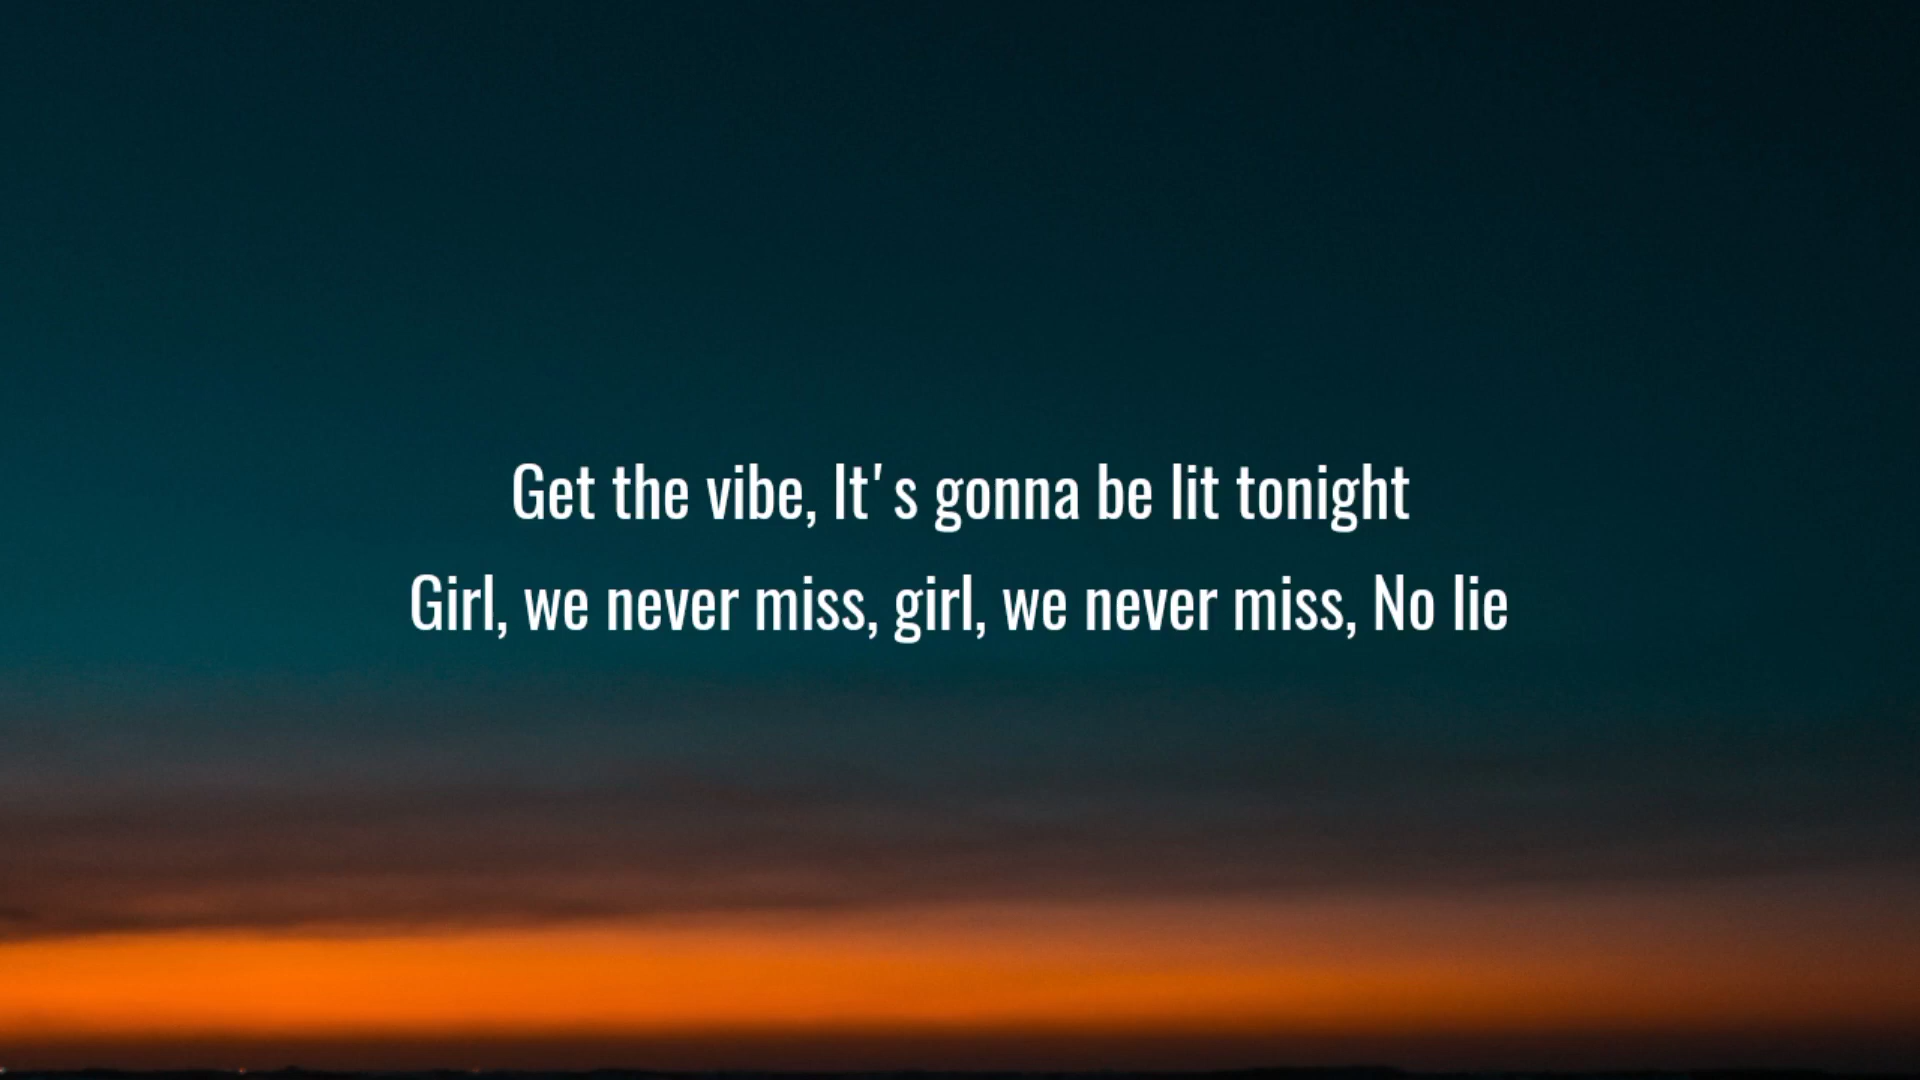 Get the vibe, It's gonna be lit tonight
Girl, we never miss, girl, we never miss, No lie